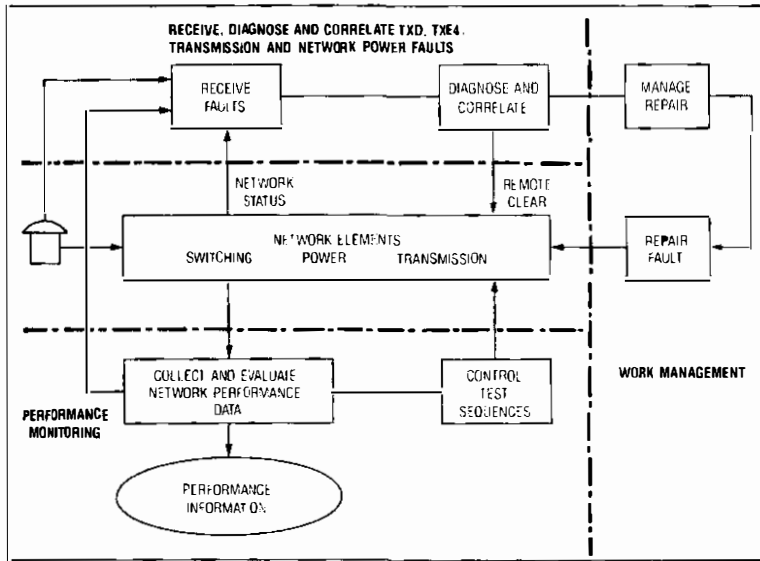 RECEIVE, DIAGNOSE AND CORRELATE TXD, TXE4,
TRANSMISSION AND NETWORK POWER FAULTS
RECEIVE
FAULTS
DIAGNOSE AND
CORRELATE
MANAGE
REPAIR
NETWORK
STATUS
REMOTE
CLEAR
NETWORK ELEMENTS
SWITCHING POWER TRANSMISSION
REPAIR
FAULT
COLLECT AND EVALUATE
NETWORK PERFORMANCE
DATA
CONTROL
TEST
SEQUENCES
WORK MANAGEMENT
PERFORMANCE
MONITORING
PERFORMANCE
INFORMATION